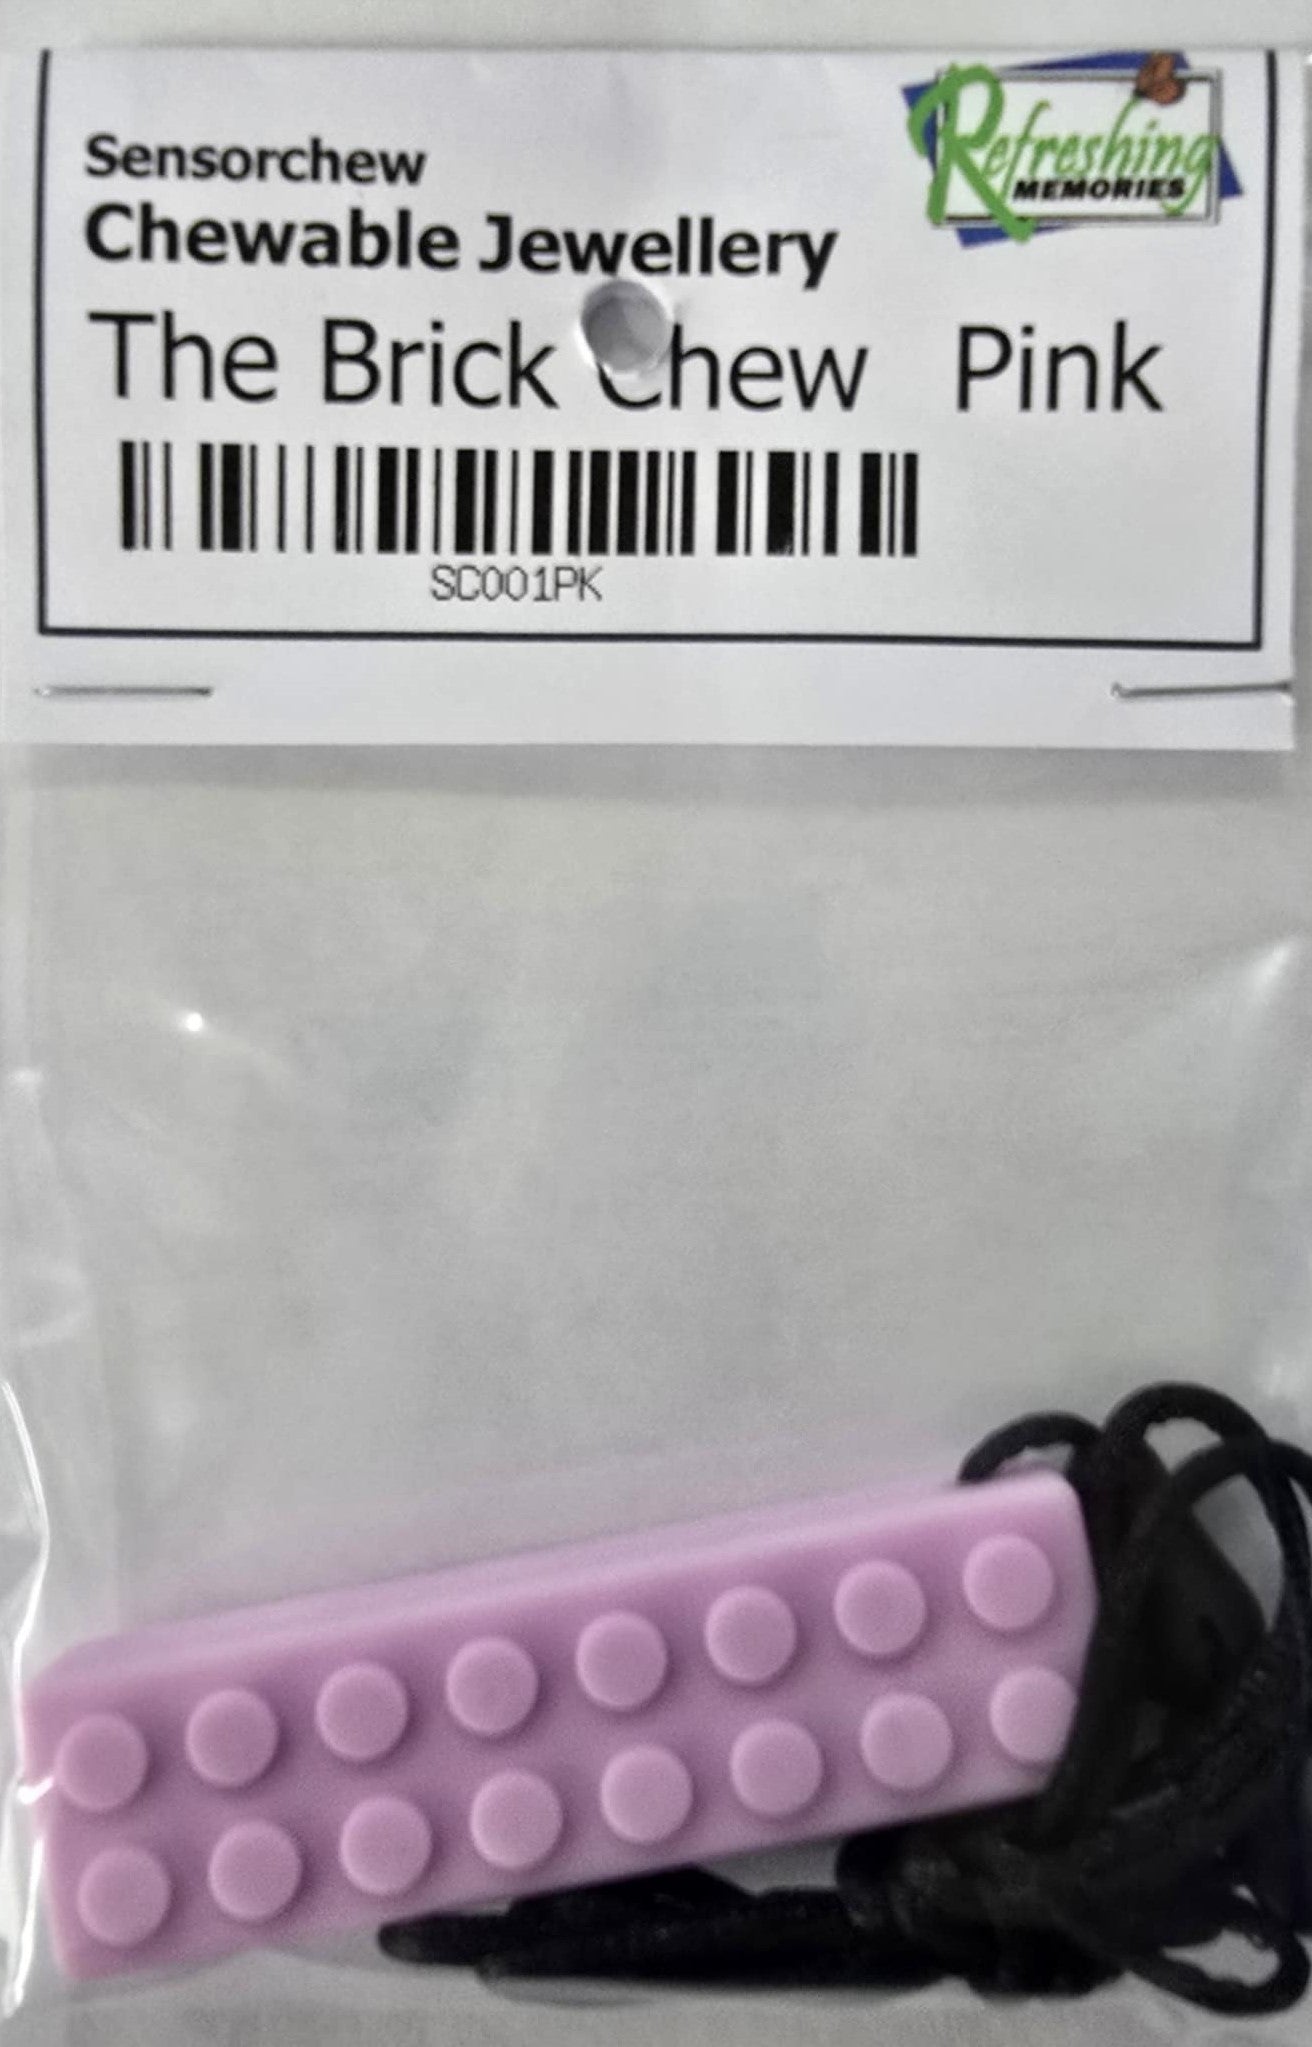 Refreshing
MEMORIES
Sensorchew
Chewable Jewellery
The Brick Chew Pink
SC001PK